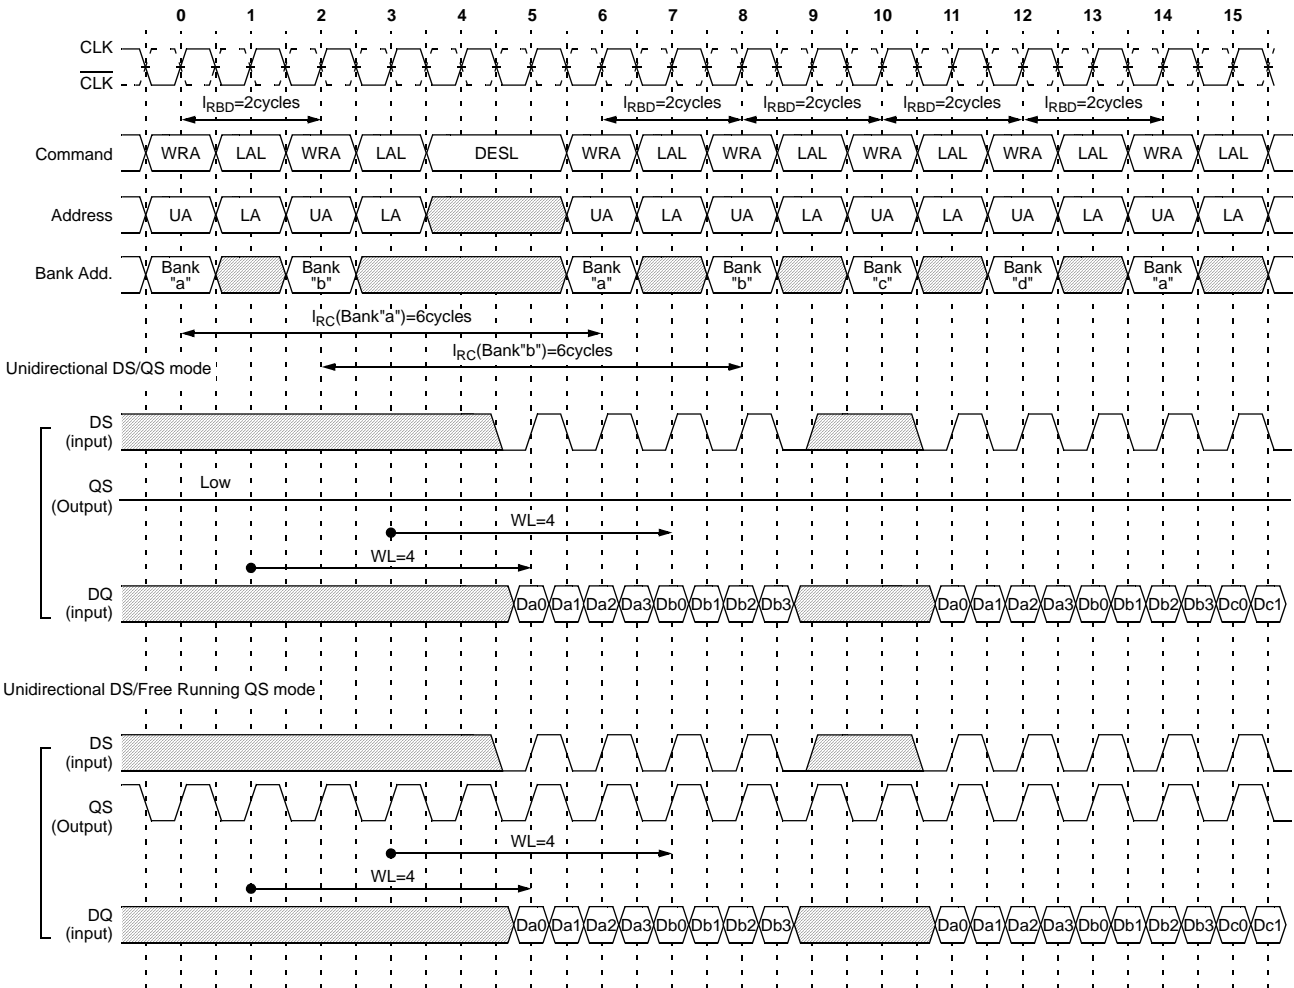 0 1 2 3 4 5 6 7 8 9 10 11 12 13 14 15
CLK
CLK
IRBD=2cycles IRBD=2cycles IRBD=2cycles IRBD=2cycles IRBD=2cycles
Command WRA LAL WRA LAL DESL WRA LAL WRA LAL WRA LAL WRA LAL WRA LAL
Address UA LA UA LA UA LA UA LA UA LA UA LA UA LA
Bank Add. Bank "a" Bank "b" Bank "a" Bank "b" Bank "c" Bank "d" Bank "a"
IRC(Bank"a")=6cycles
IRC(Bank"b")=6cycles
Unidirectional DS/QS mode
DS
(input)
QS Low
(Output)
WL=4
WL=4
DQ
(input) Da0 Da1 Da2 Da3 Db0 Db1 Db2 Db3 Da0 Da1 Da2 Da3 Db0 Db1 Db2 Db3 Dc0 Dc1
Unidirectional DS/Free Running QS mode
DS
(input)
QS
(Output)
WL=4
WL=4
DQ
(input) Da0 Da1 Da2 Da3 Db0 Db1 Db2 Db3 Da0 Da1 Da2 Da3 Db0 Db1 Db2 Db3 Dc0 Dc1